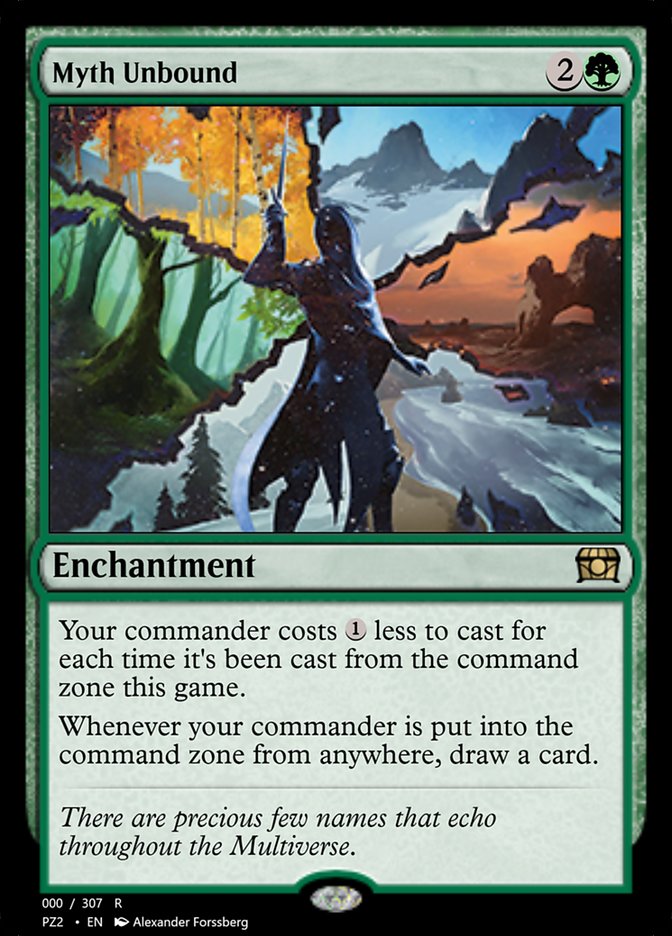 Myth Unbound 2
Enchantment
Your commander costs 1 less to cast for
each time it's been cast from the command
zone this game.
Whenever your commander is put into the
command zone from anywhere, draw a card.
There are precious few names that echo
throughout the Multiverse.
000 / 307 R
PZ2 • EN Alexander Forssberg